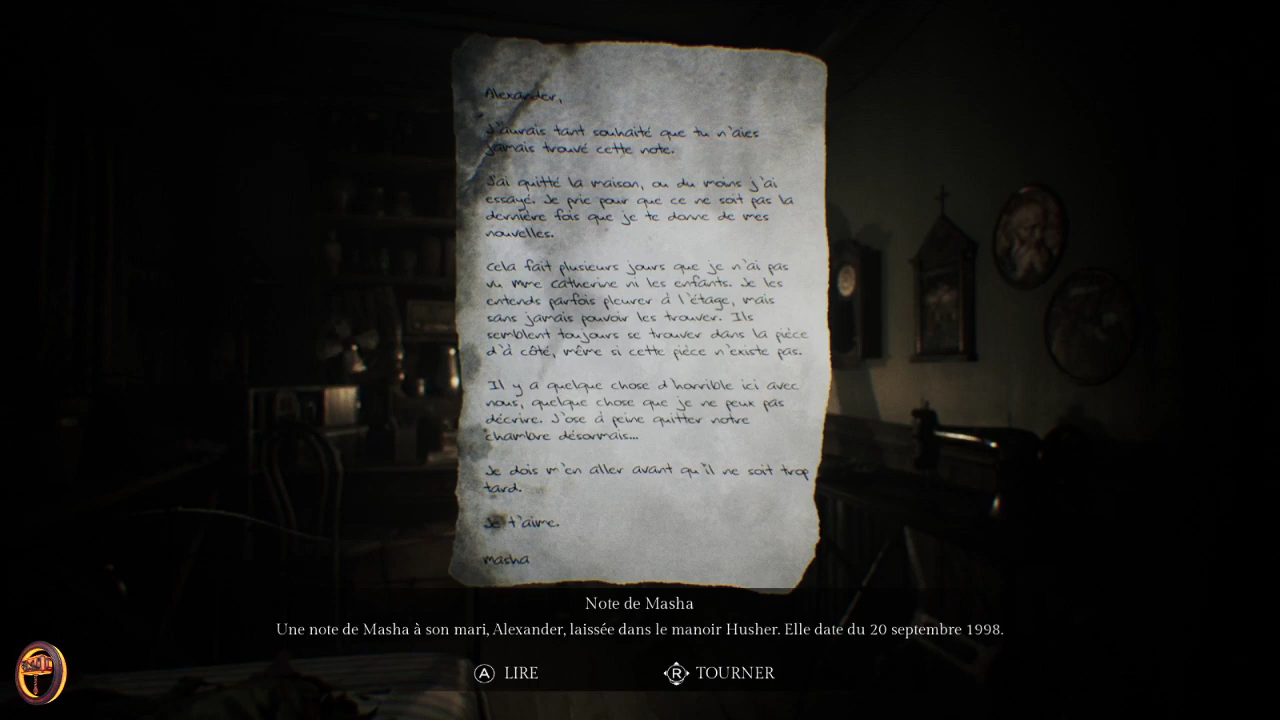 Alexander,
J'aurais tant souhaité que tu n'aies
jamais trouvé cette note.
J'ai quitté la maison, ou du moins j'ai
essayé. Je prie pour que ce ne soit pas la
dernière fois que je te donne de mes
nouvelles.
Cela fait plusieurs jours que je n'ai pas
vu Mme Catherine ni les enfants. Je les
entends parfois pleurer à l'étage, mais
sans jamais pouvoir les trouver. Ils
semblent toujours se trouver dans la pièce
d'à côté, même si cette pièce n'existe pas.
Il y a quelque chose d'horrible ici avec
nous, quelque chose que je ne peux pas
décrire. J'ose à peine quitter notre
chambre désormais...
Je dois m'en aller avant qu'il ne soit trop
tard.
Je t'aime.
Masha
Note de Masha
Une note de Masha à son mari, Alexander, laissée dans le manoir Husher. Elle date du 20 septembre 1998.
A LIRE
R TOURNER